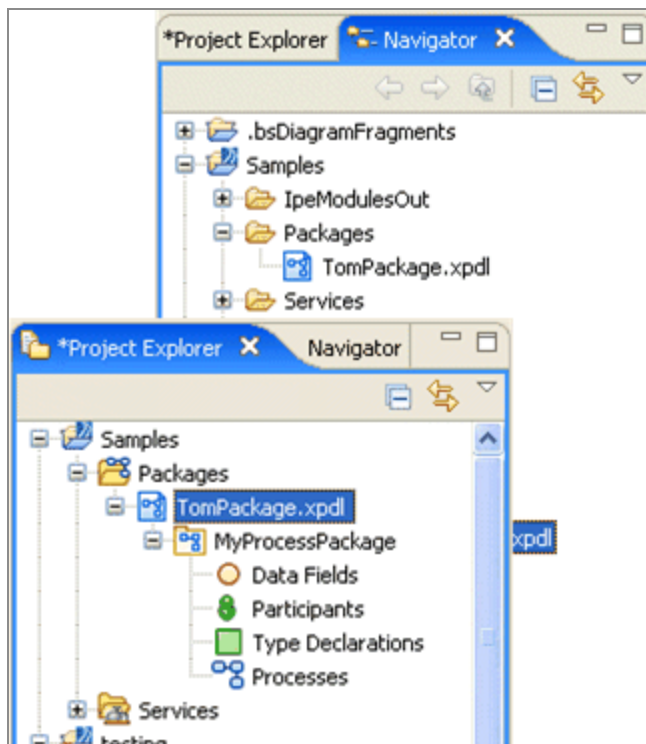 *Project Explorer Navigator
.bsDiagramFragments
Samples
IpeModulesOut
Packages
TomPackage.xpdl
Services
*Project Explorer Navigator
Samples
Packages
TomPackage.xpdl
MyProcessPackage
xpdl
Data Fields
Participants
Type Declarations
Processes
Services
testing